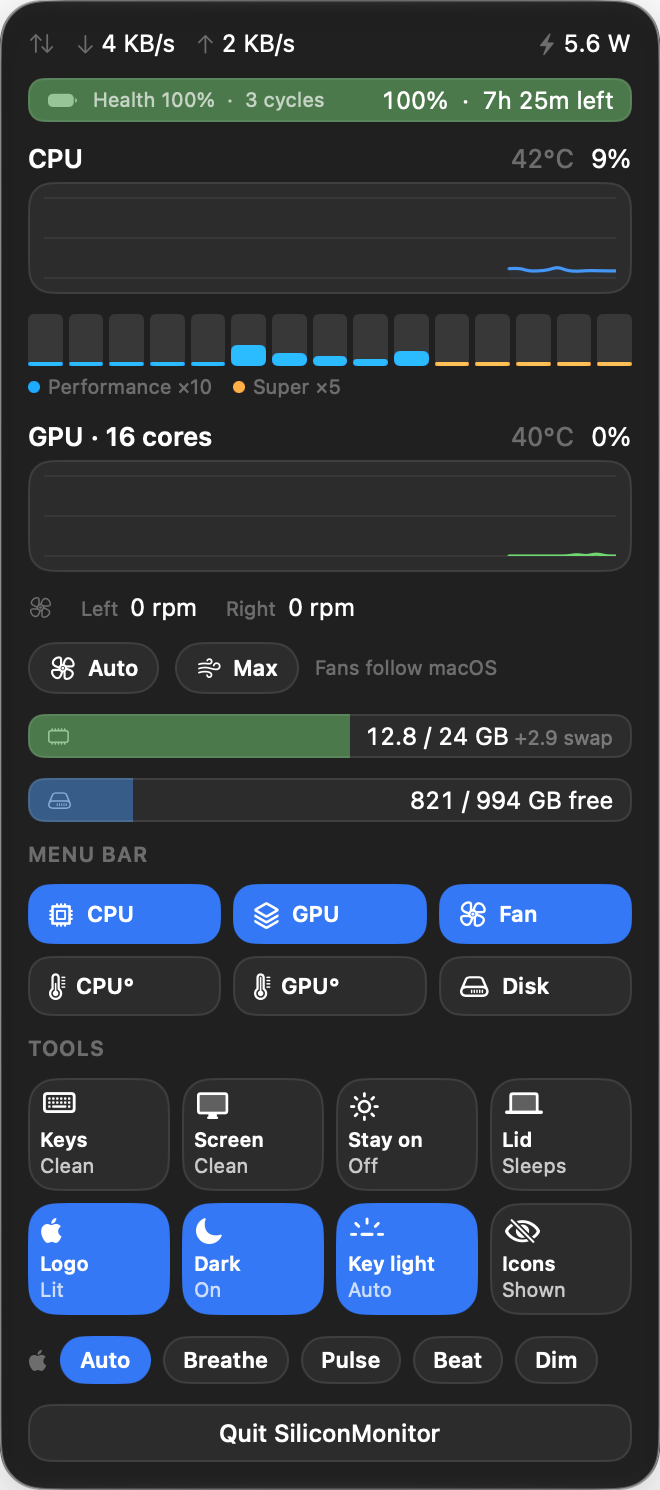 4 KB/s 2 KB/s 5.6 W
Health 100% · 3 cycles 100% · 7h 25m left
CPU 42°C 9%
Performance ×10 Super ×5
GPU · 16 cores 40°C 0%
Left 0 rpm Right 0 rpm
Auto Max Fans follow macOS
12.8 / 24 GB +2.9 swap
821 / 994 GB free
MENU BAR
CPU GPU Fan
CPU° GPU° Disk
TOOLS
Keys Screen Stay on Lid
Clean Clean Off Sleeps
Logo Dark Key light Icons
Lit On Auto Shown
Auto Breathe Pulse Beat Dim
Quit SiliconMonitor